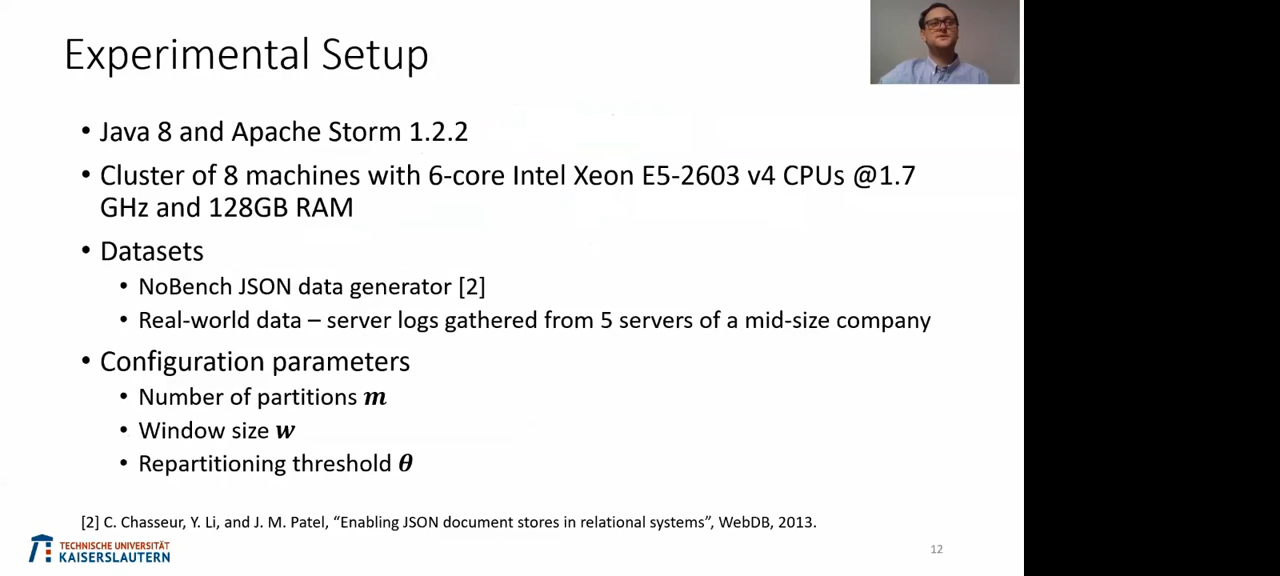 Experimental Setup
• Java 8 and Apache Storm 1.2.2
• Cluster of 8 machines with 6-core Intel Xeon E5-2603 v4 CPUs @1.7
GHz and 128GB RAM
• Datasets
• NoBench JSON data generator [2]
• Real-world data – server logs gathered from 5 servers of a mid-size company
• Configuration parameters
• Number of partitions m
• Window size w
• Repartitioning threshold θ
[2] C. Chasseur, Y. Li, and J. M. Patel, “Enabling JSON document stores in relational systems”, WebDB, 2013.
TECHNISCHE UNIVERSITÄT
KAISERSLAUTERN
12